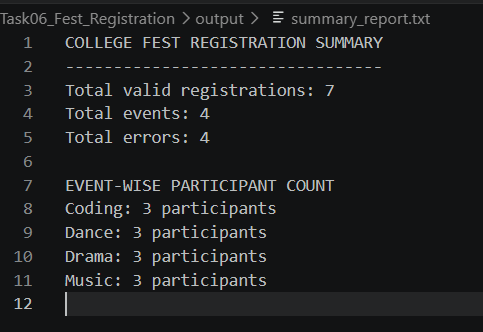 Task06_Fest_Registration > output > summary_report.txt
1 COLLEGE FEST REGISTRATION SUMMARY
2 ---------------------------------
3 Total valid registrations: 7
4 Total events: 4
5 Total errors: 4
6
7 EVENT-WISE PARTICIPANT COUNT
8 Coding: 3 participants
9 Dance: 3 participants
10 Drama: 3 participants
11 Music: 3 participants
12